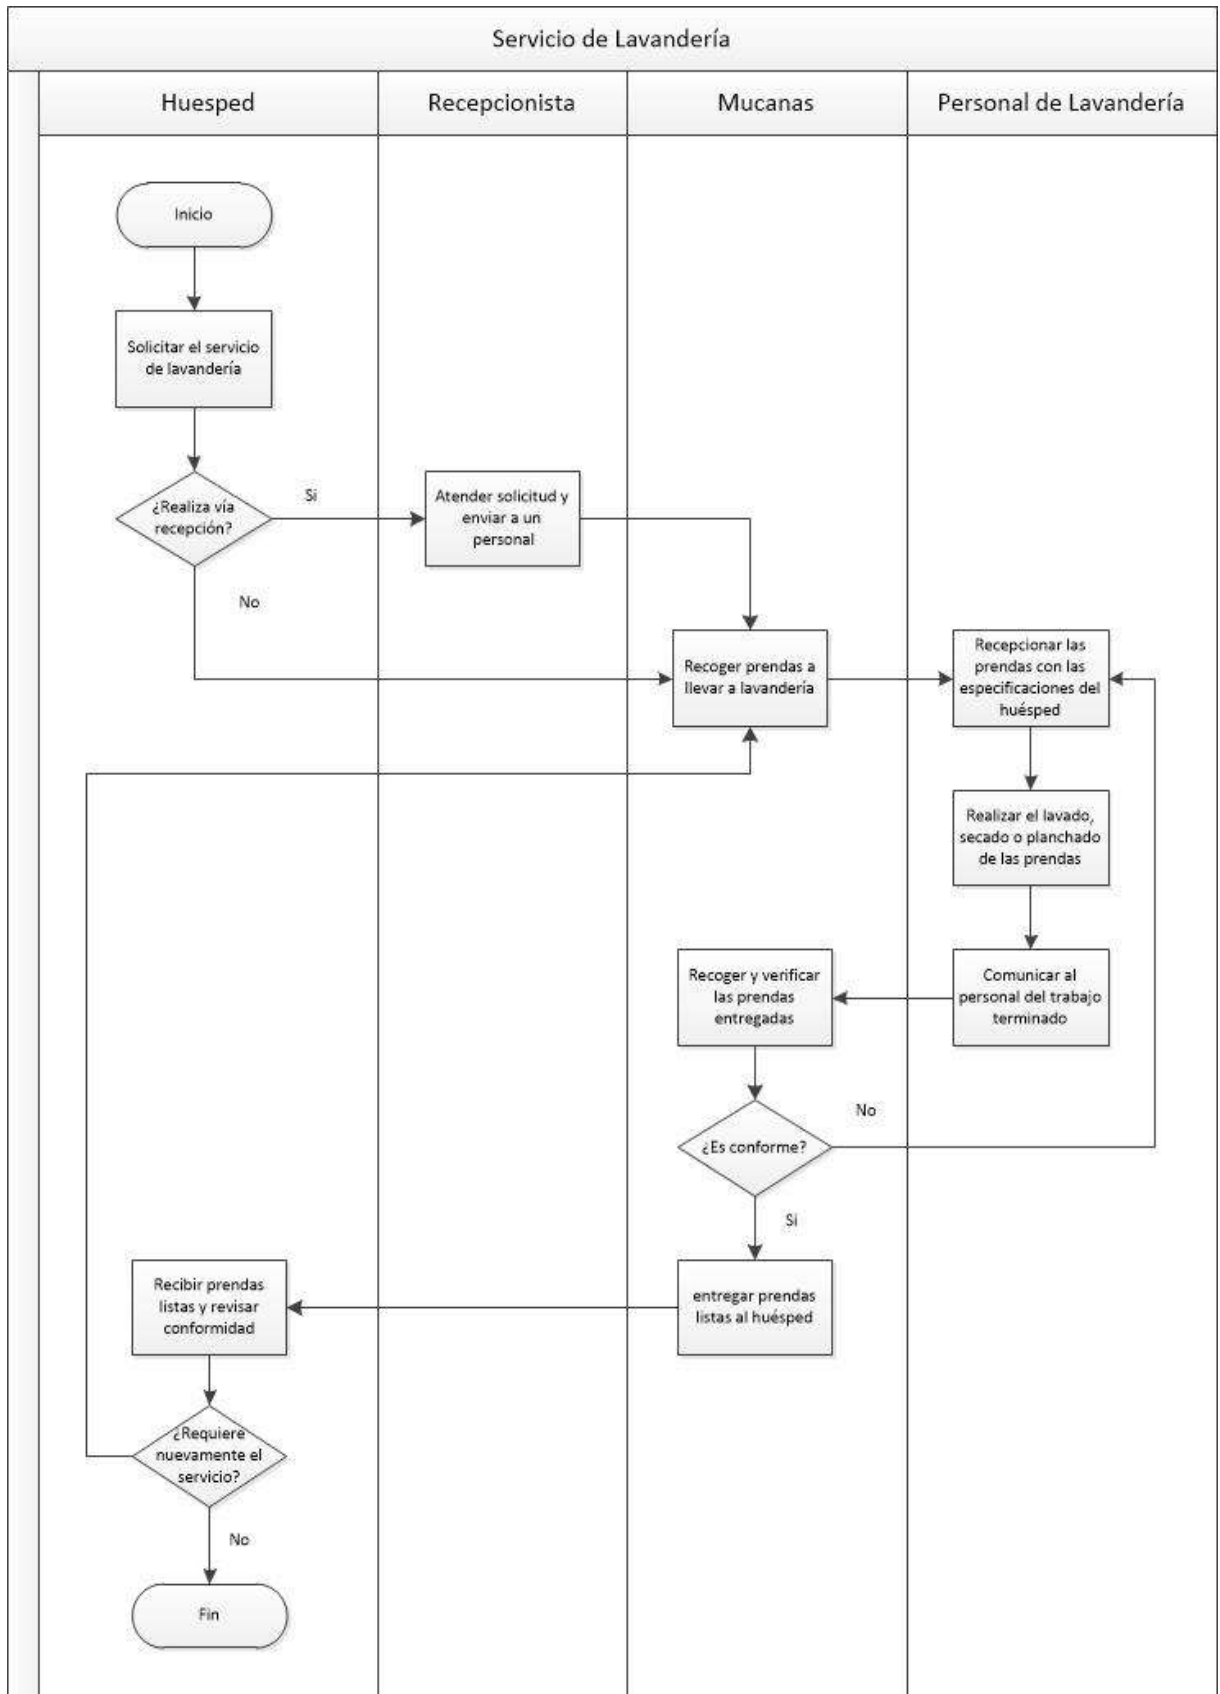 Servicio de Lavandería
Huesped
Recepcionista
Mucanas
Personal de Lavandería
Inicio
Solicitar el servicio
de lavandería
¿Realiza vía
recepción?
Si
Atender solicitud y
enviar a un
personal
No
Recoger prendas a
llevar a lavandería
Recepcionar las
prendas con las
especificaciones del
huésped
Realizar el lavado,
secado o planchado
de las prendas
Comunicar al
personal del trabajo
terminado
Recoger y verificar
las prendas
entregadas
¿Es conforme?
No
Si
entregar prendas
listas al huésped
Recibir prendas
listas y revisar
conformidad
¿Requiere
nuevamente el
servicio?
No
Fin